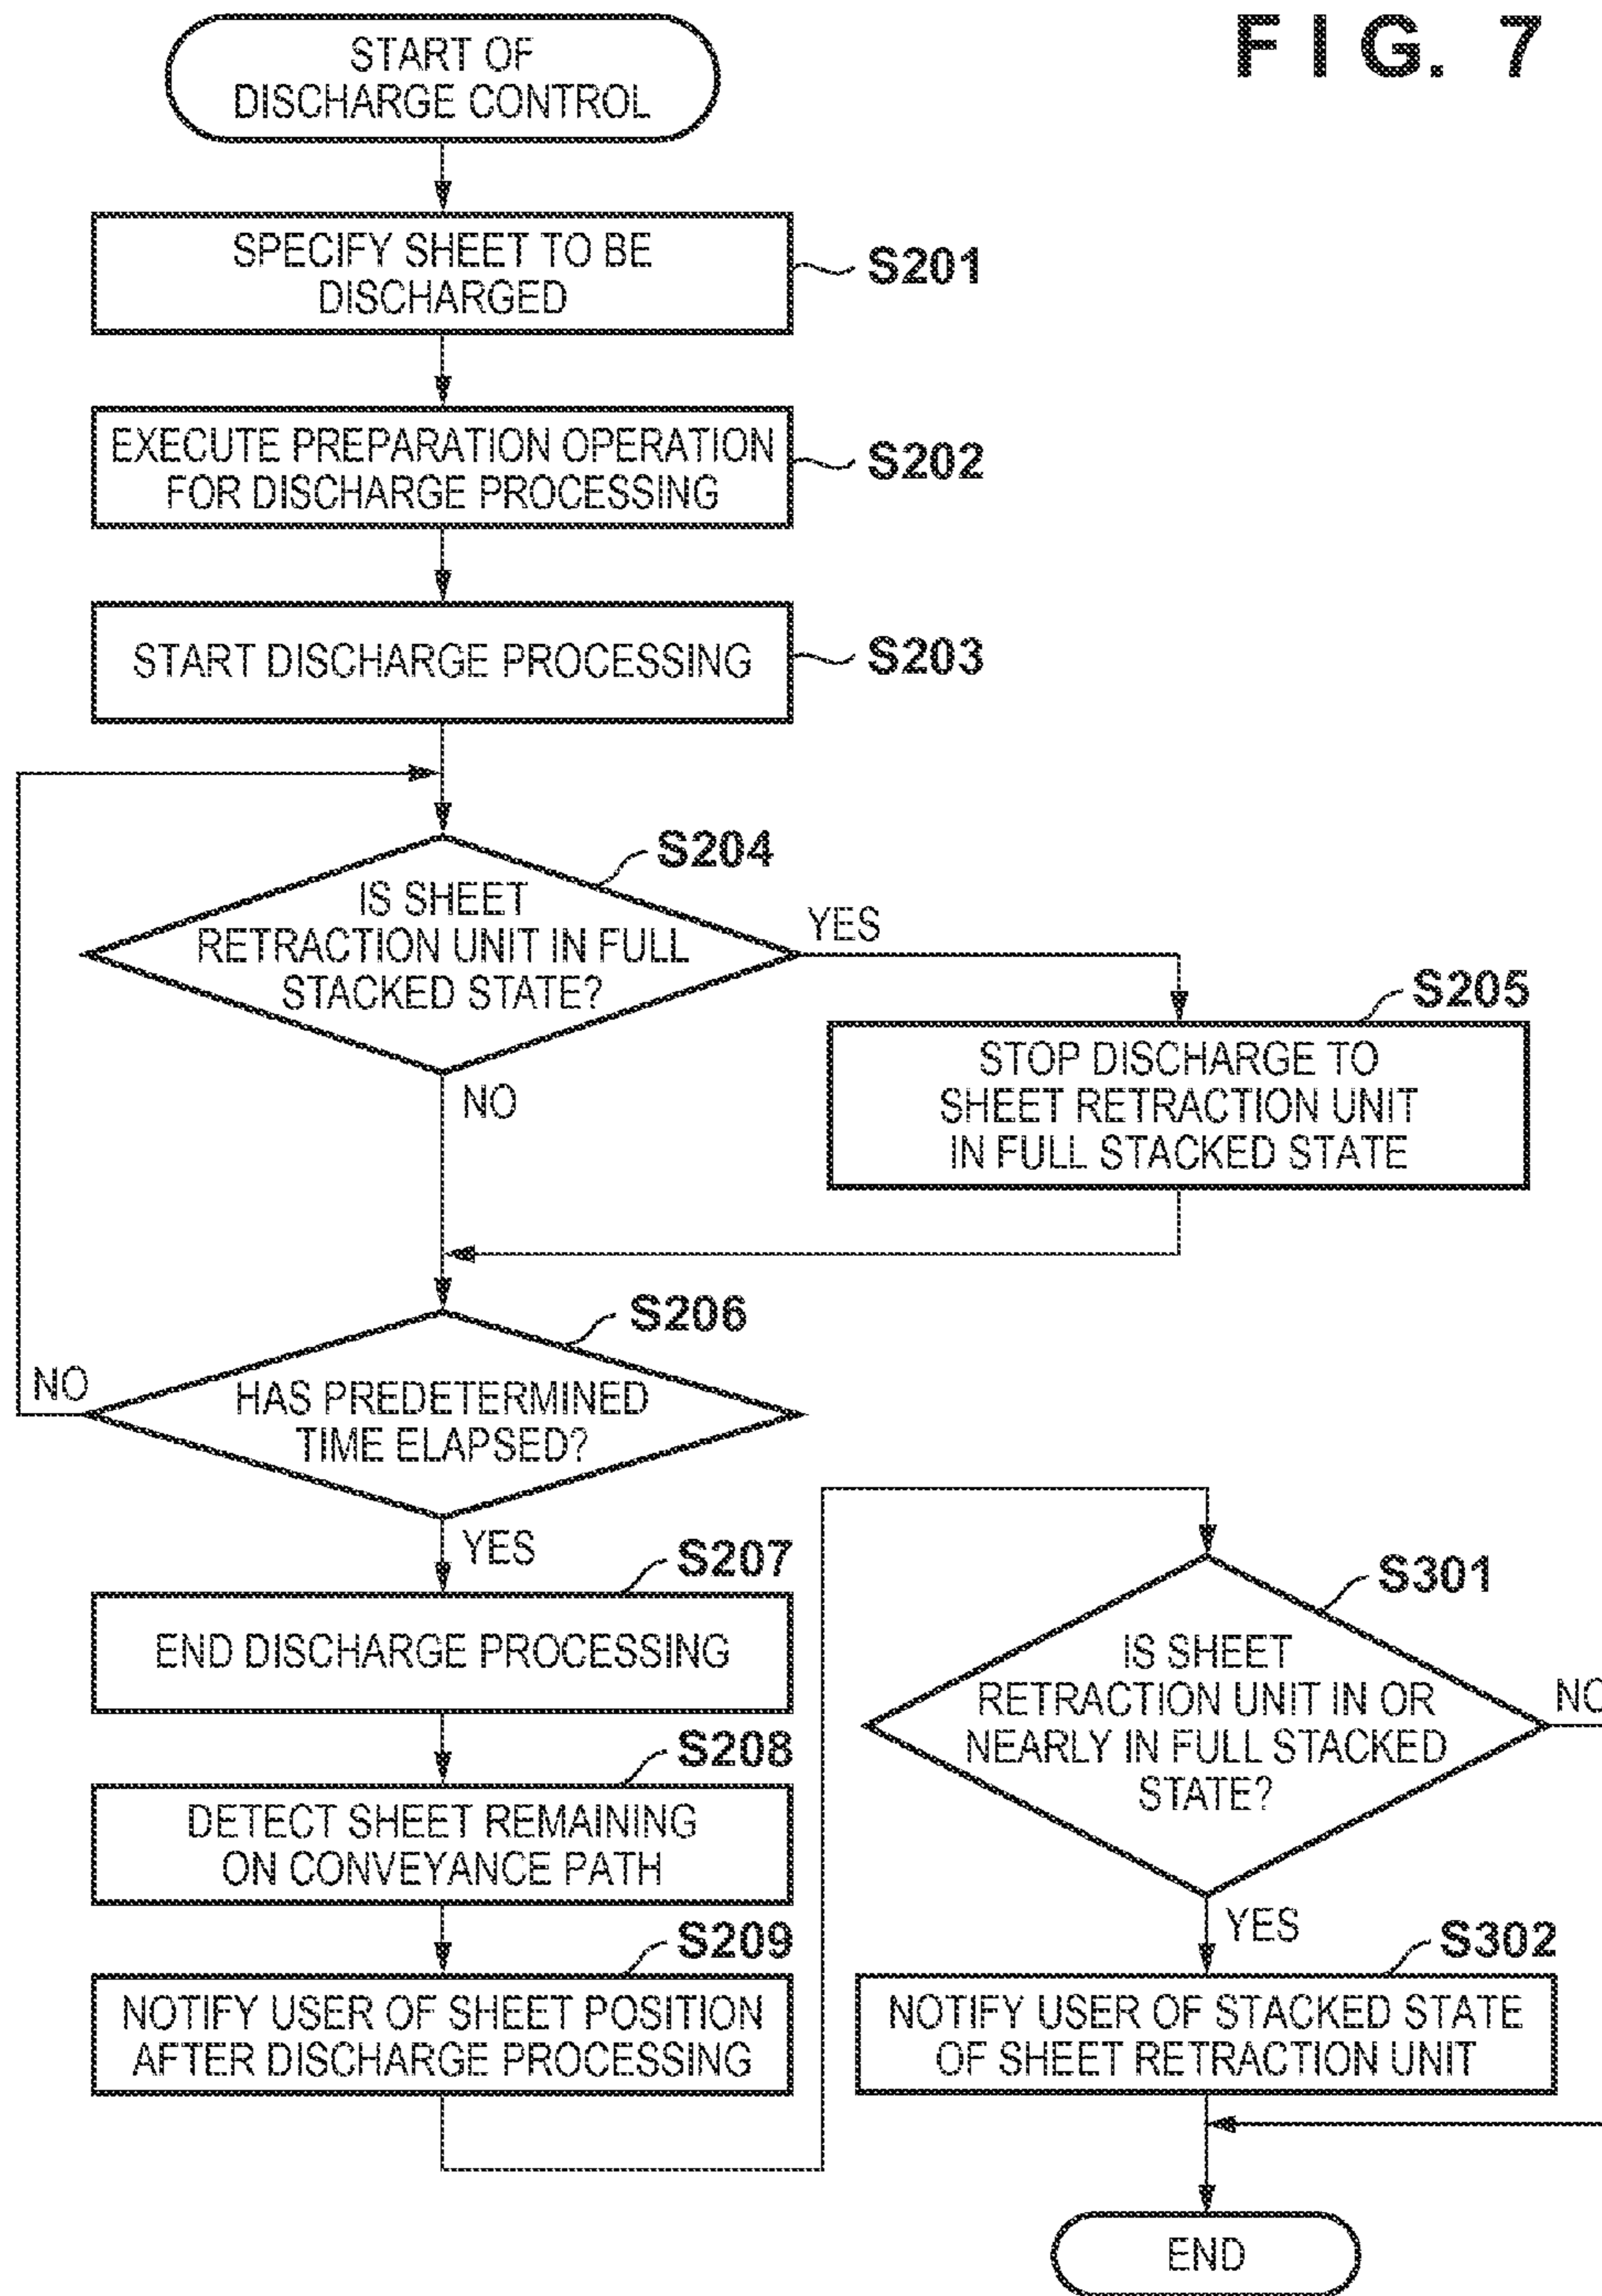 FIG. 7
START OF
DISCHARGE CONTROL
SPECIFY SHEET TO BE
DISCHARGED
S201
EXECUTE PREPARATION OPERATION
FOR DISCHARGE PROCESSING
S202
START DISCHARGE PROCESSING
S203
S204
IS SHEET
RETRACTION UNIT IN FULL
STACKED STATE?
YES
NO
S205
STOP DISCHARGE TO
SHEET RETRACTION UNIT
IN FULL STACKED STATE
S206
HAS PREDETERMINED
TIME ELAPSED?
NO
YES
S207
END DISCHARGE PROCESSING
S208
DETECT SHEET REMAINING
ON CONVEYANCE PATH
S209
NOTIFY USER OF SHEET POSITION
AFTER DISCHARGE PROCESSING
S301
IS SHEET
RETRACTION UNIT IN OR
NEARLY IN FULL STACKED
STATE?
NO
YES
S302
NOTIFY USER OF STACKED STATE
OF SHEET RETRACTION UNIT
END